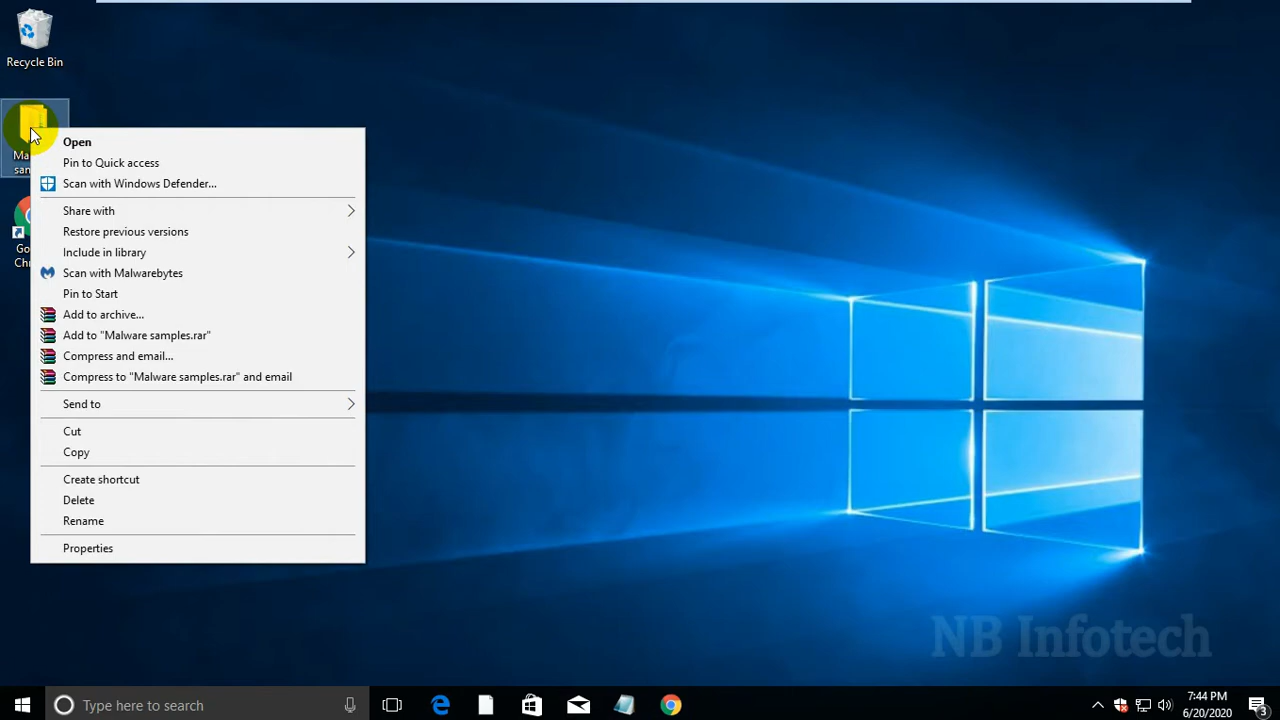 Recycle Bin
Open
Pin to Quick access
Scan with Windows Defender...
Share with
Restore previous versions
Include in library
Scan with Malwarebytes
Pin to Start
Add to archive...
Add to "Malware samples.rar"
Compress and email...
Compress to "Malware samples.rar" and email
Send to
Cut
Copy
Create shortcut
Delete
Rename
Properties
NB Infotech
Type here to search
7:44 PM
6/20/2020
3